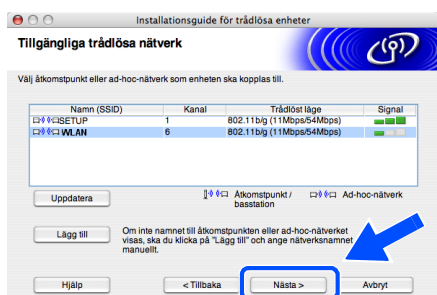 Installationsguide för trådlösa enheter
Tillgängliga trådlösa nätverk
Välj åtkomstpunkt eller ad-hoc-nätverk som enheten ska kopplas till.
Namn (SSID) Kanal Trådlöst läge Signal
SETUP 1 802.11b/g (11Mbps/54Mbps)
WLAN 6 802.11b/g (11Mbps/54Mbps)
Uppdatera
Åtkomstpunkt / Ad-hoc-nätverk
basstation
Lägg till
Om inte namnet till åtkomstpunkten eller ad-hoc-nätverket
visas, ska du klicka på "Lägg till" och ange nätverksnamnet
manuellt.
Hjälp < Tillbaka Nästa > Avbryt